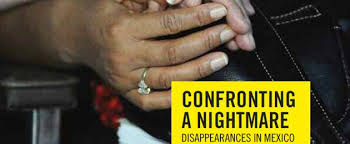 CONFRONTING
A NIGHTMARE
DISAPPEARANCES IN MEXICO